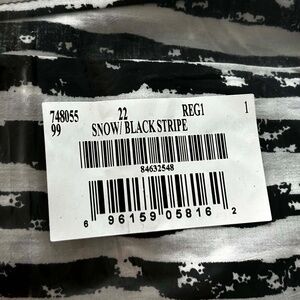 748055 22 REG1 1
99 SNOW/ BLACK STRIPE
84632548
6 96159 05816 2